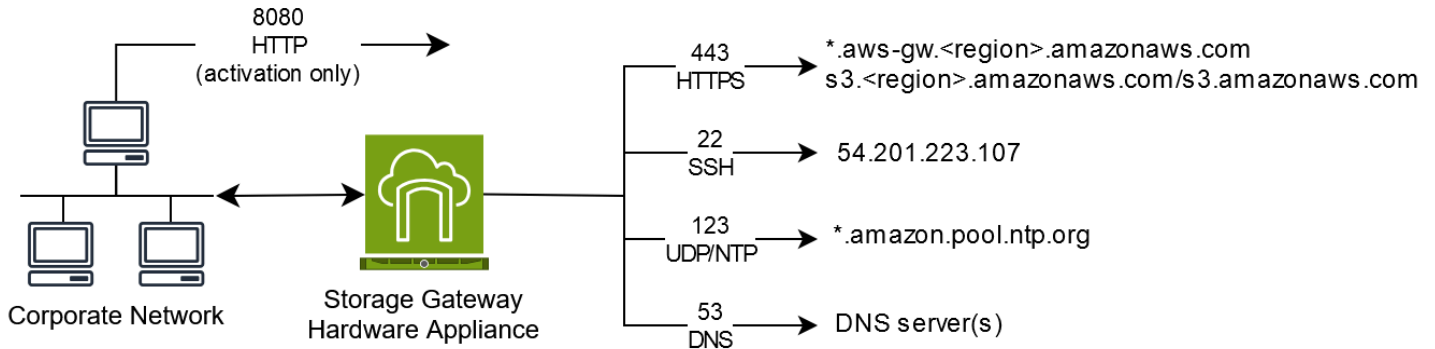 8080
HTTP
(activation only)
443
HTTPS
*.aws-gw.<region>.amazonaws.com
s3.<region>.amazonaws.com/s3.amazonaws.com
22
SSH
54.201.223.107
123
UDP/NTP
*.amazon.pool.ntp.org
53
DNS
DNS server(s)
Corporate Network
Storage Gateway
Hardware Appliance